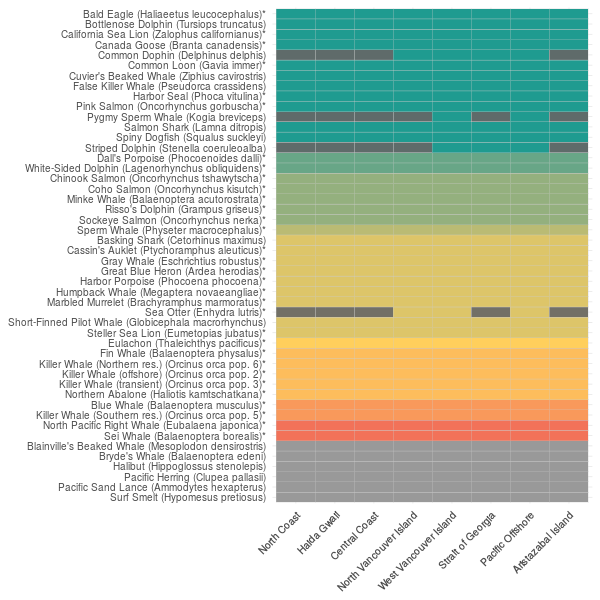 Bald Eagle (Haliaeetus leucocephalus)*
Bottlenose Dolphin (Tursiops truncatus)
California Sea Lion (Zalophus californianus)*
Canada Goose (Branta canadensis)*
Common Dophin (Delphinus delphis)
Common Loon (Gavia immer)*
Cuvier's Beaked Whale (Ziphius cavirostris)
False Killer Whale (Pseudorca crassidens)
Harbor Seal (Phoca vitulina)*
Pink Salmon (Oncorhynchus gorbuscha)*
Pygmy Sperm Whale (Kogia breviceps)
Salmon Shark (Lamna ditropis)
Spiny Dogfish (Squalus suckleyi)
Striped Dolphin (Stenella coeruleoalba)
Dall's Porpoise (Phocoenoides dalli)*
White-Sided Dolphin (Lagenorhynchus obliquidens)*
Chinook Salmon (Oncorhynchus tshawytscha)*
Coho Salmon (Oncorhynchus kisutch)*
Minke Whale (Balaenoptera acutorostrata)*
Risso's Dolphin (Grampus griseus)*
Sockeye Salmon (Oncorhynchus nerka)*
Sperm Whale (Physeter macrocephalus)*
Basking Shark (Cetorhinus maximus)
Cassin's Auklet (Ptychoramphus aleuticus)*
Gray Whale (Eschrichtius robustus)*
Great Blue Heron (Ardea herodias)*
Harbor Porpoise (Phocoena phocoena)*
Humpback Whale (Megaptera novaeangliae)*
Marbled Murrelet (Brachyramphus marmoratus)*
Sea Otter (Enhydra lutris)*
Short-Finned Pilot Whale (Globicephala macrorhynchus)
Steller Sea Lion (Eumetopias jubatus)*
Eulachon (Thaleichthys pacificus)*
Fin Whale (Balaenoptera physalus)*
Killer Whale (Northern res.) (Orcinus orca pop. 6)*
Killer Whale (offshore) (Orcinus orca pop. 2)*
Killer Whale (transient) (Orcinus orca pop. 3)*
Northern Abalone (Haliotis kamtschatkana)*
Blue Whale (Balaenoptera musculus)*
Killer Whale (Southern res.) (Orcinus orca pop. 5)*
North Pacific Right Whale (Eubalaena japonica)*
Sei Whale (Balaenoptera borealis)*
Blainville's Beaked Whale (Mesoplodon densirostris)
Bryde's Whale (Balaenoptera edeni)
Halibut (Hippoglossus stenolepis)
Pacific Herring (Clupea pallasii)
Pacific Sand Lance (Ammodytes hexapterus)
Surf Smelt (Hypomesus pretiosus)
North Coast
Haida Gwaii
Central Coast
North Vancouver Island
West Vancouver Island
Strait of Georgia
Pacific Offshore
Aristazabal Island